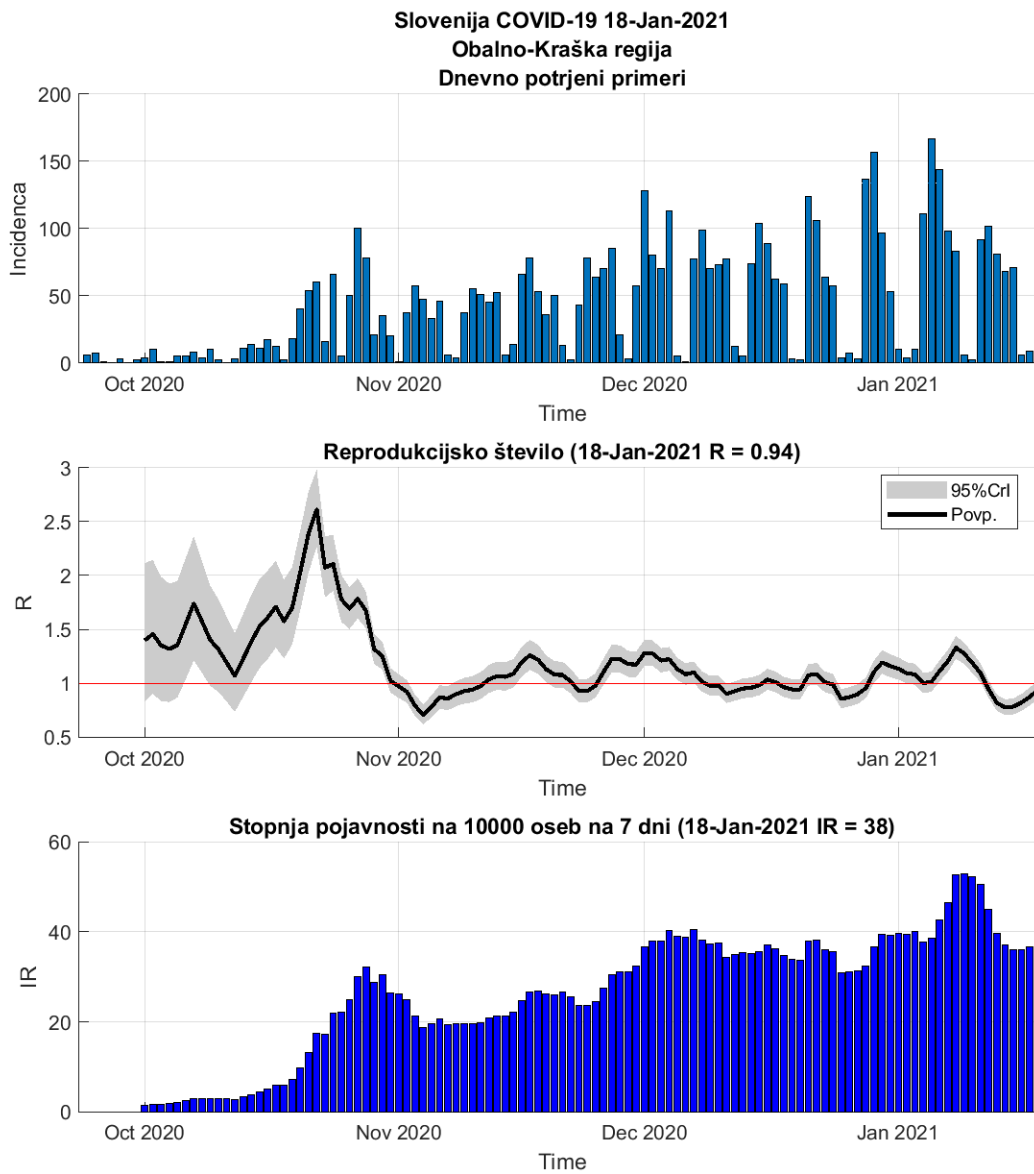 Slovenija COVID-19 18-Jan-2021
Obalno-Kraška regija
Dnevno potrjeni primeri
200
150
100
50
0
Incidenca
Oct 2020 Nov 2020 Dec 2020 Jan 2021
Time
Reprodukcijsko število (18-Jan-2021 R = 0.94)
3
2.5
2
1.5
1
0.5
R
95%CrI
Povp.
Oct 2020 Nov 2020 Dec 2020 Jan 2021
Time
Stopnja pojavnosti na 10000 oseb na 7 dni (18-Jan-2021 IR = 38)
60
40
20
0
IR
Oct 2020 Nov 2020 Dec 2020 Jan 2021
Time